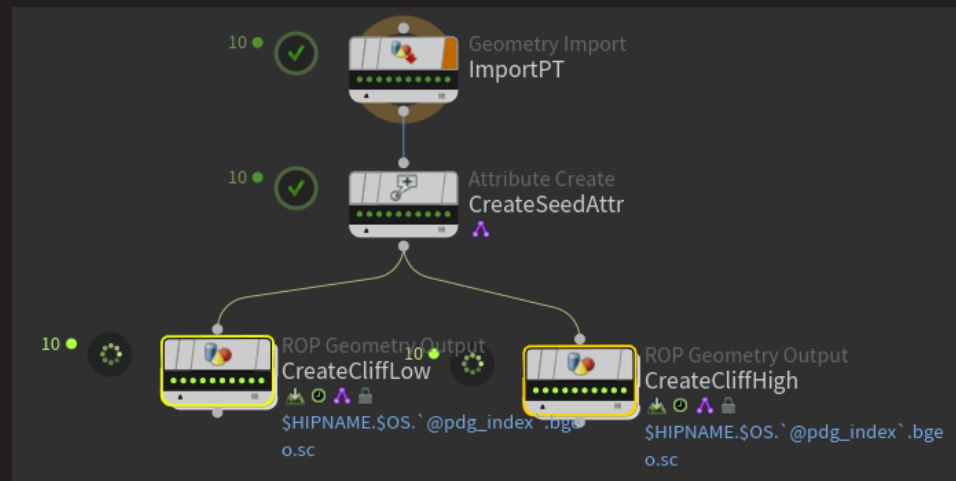 10
Geometry Import
ImportPT
10
Attribute Create
CreateSeedAttr
10
ROP Geometry Output
CreateCliffLow
$HIPNAME.$OS.`@pdg_index`.bge
o.sc
10
ROP Geometry Output
CreateCliffHigh
$HIPNAME.$OS.`@pdg_index`.bge
o.sc